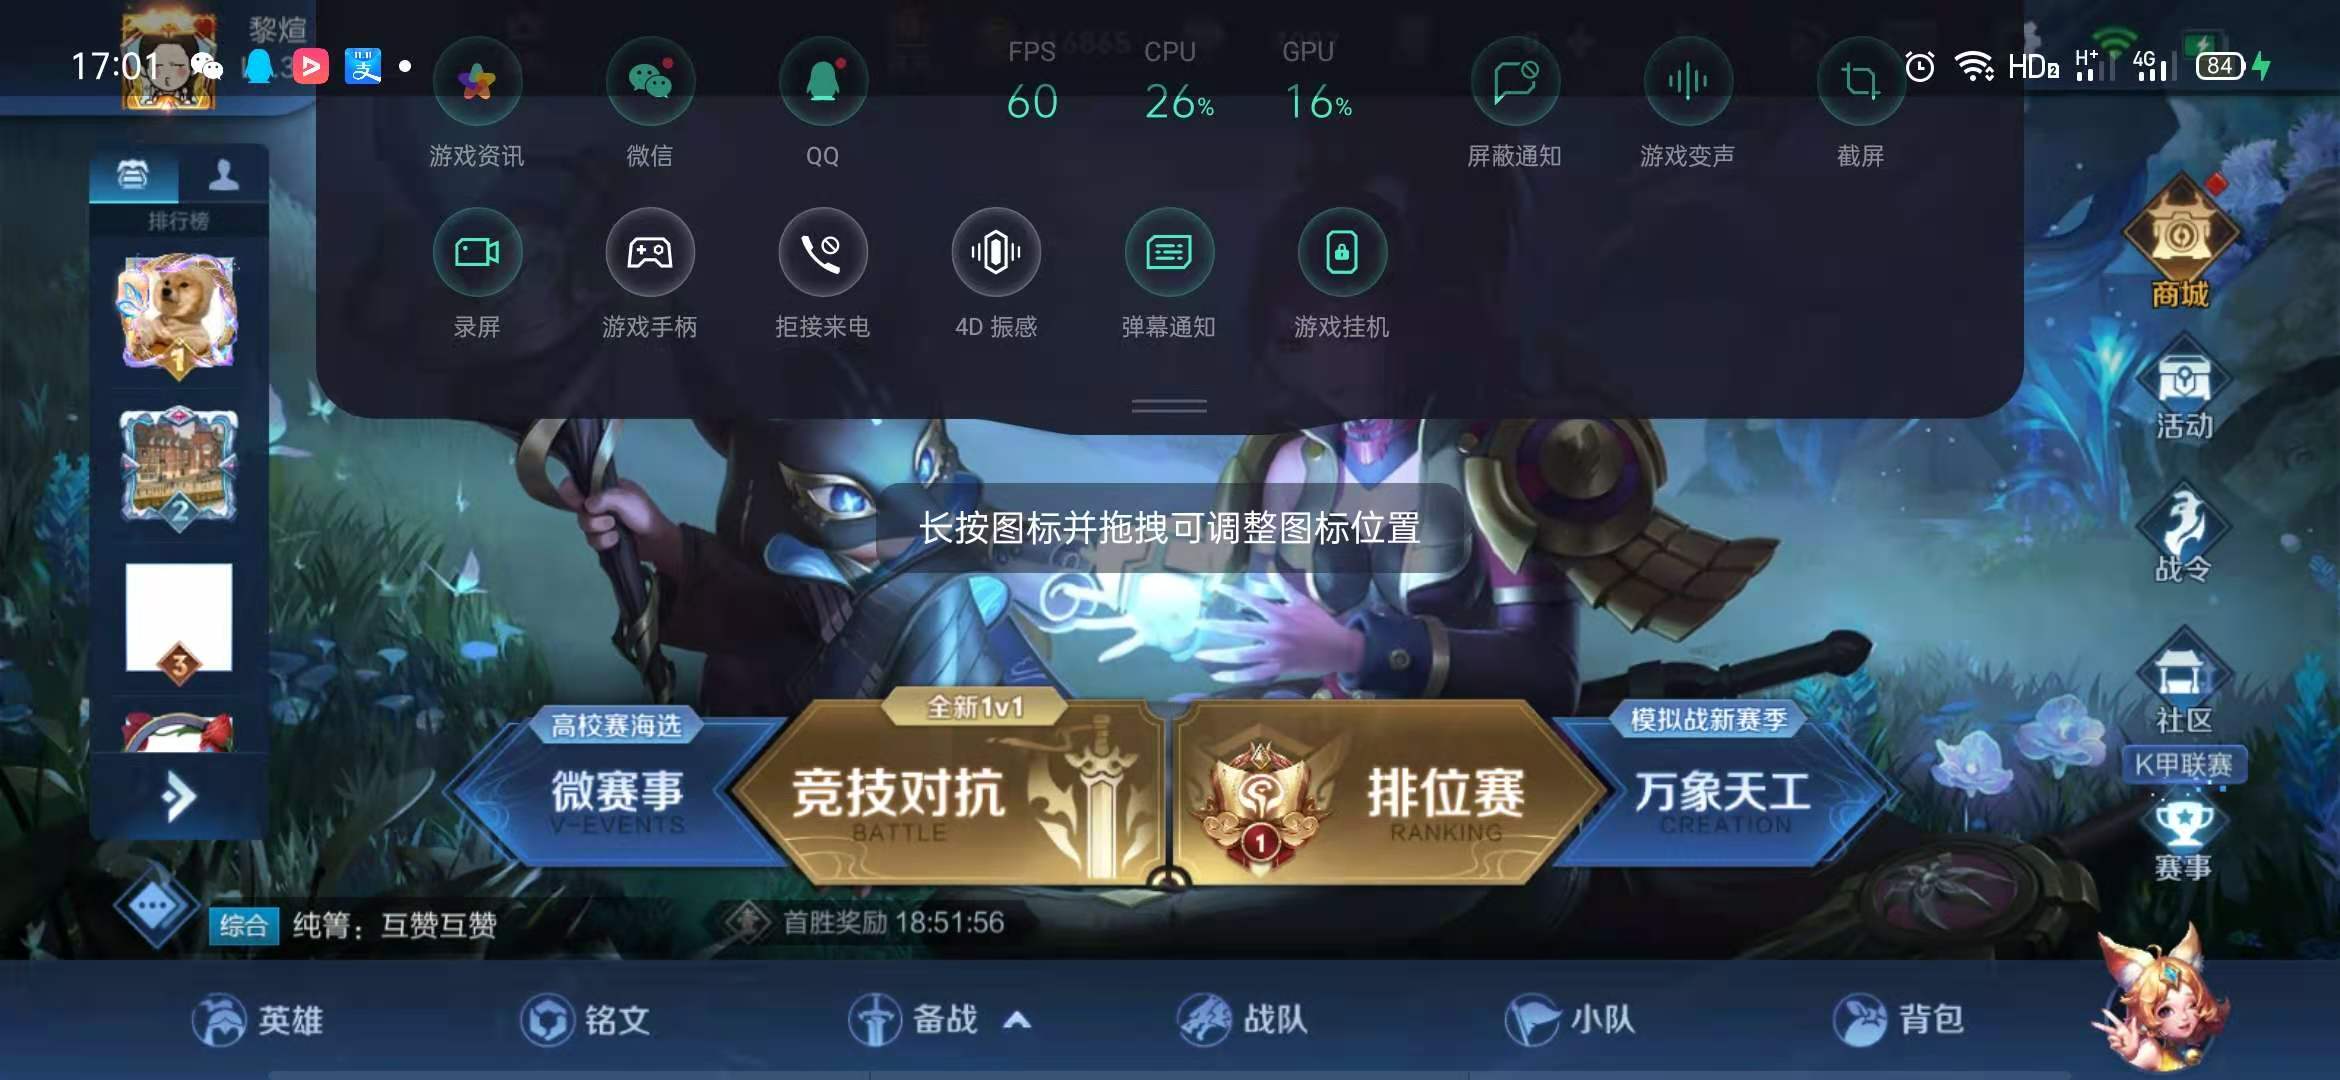 黎煊
17:01
HD2
H+
4G
84
FPS
CPU
GPU
60
26%
16%
游戏资讯
微信
QQ
屏蔽通知
游戏变声
截屏
录屏
游戏手柄
拒接来电
4D 振感
弹幕通知
游戏挂机
排行榜
1
2
3
长按图标并拖拽可调整图标位置
商城
活动
战令
社区
K甲联赛
赛事
高校赛海选
微赛事
V-EVENTS
全新1v1
竞技对抗
BATTLE
1
排位赛
RANKING
模拟战新赛季
万象天工
CREATION
综合 纯箐：互赞互赞
首胜奖励 18:51:56
英雄
铭文
备战
战队
小队
背包